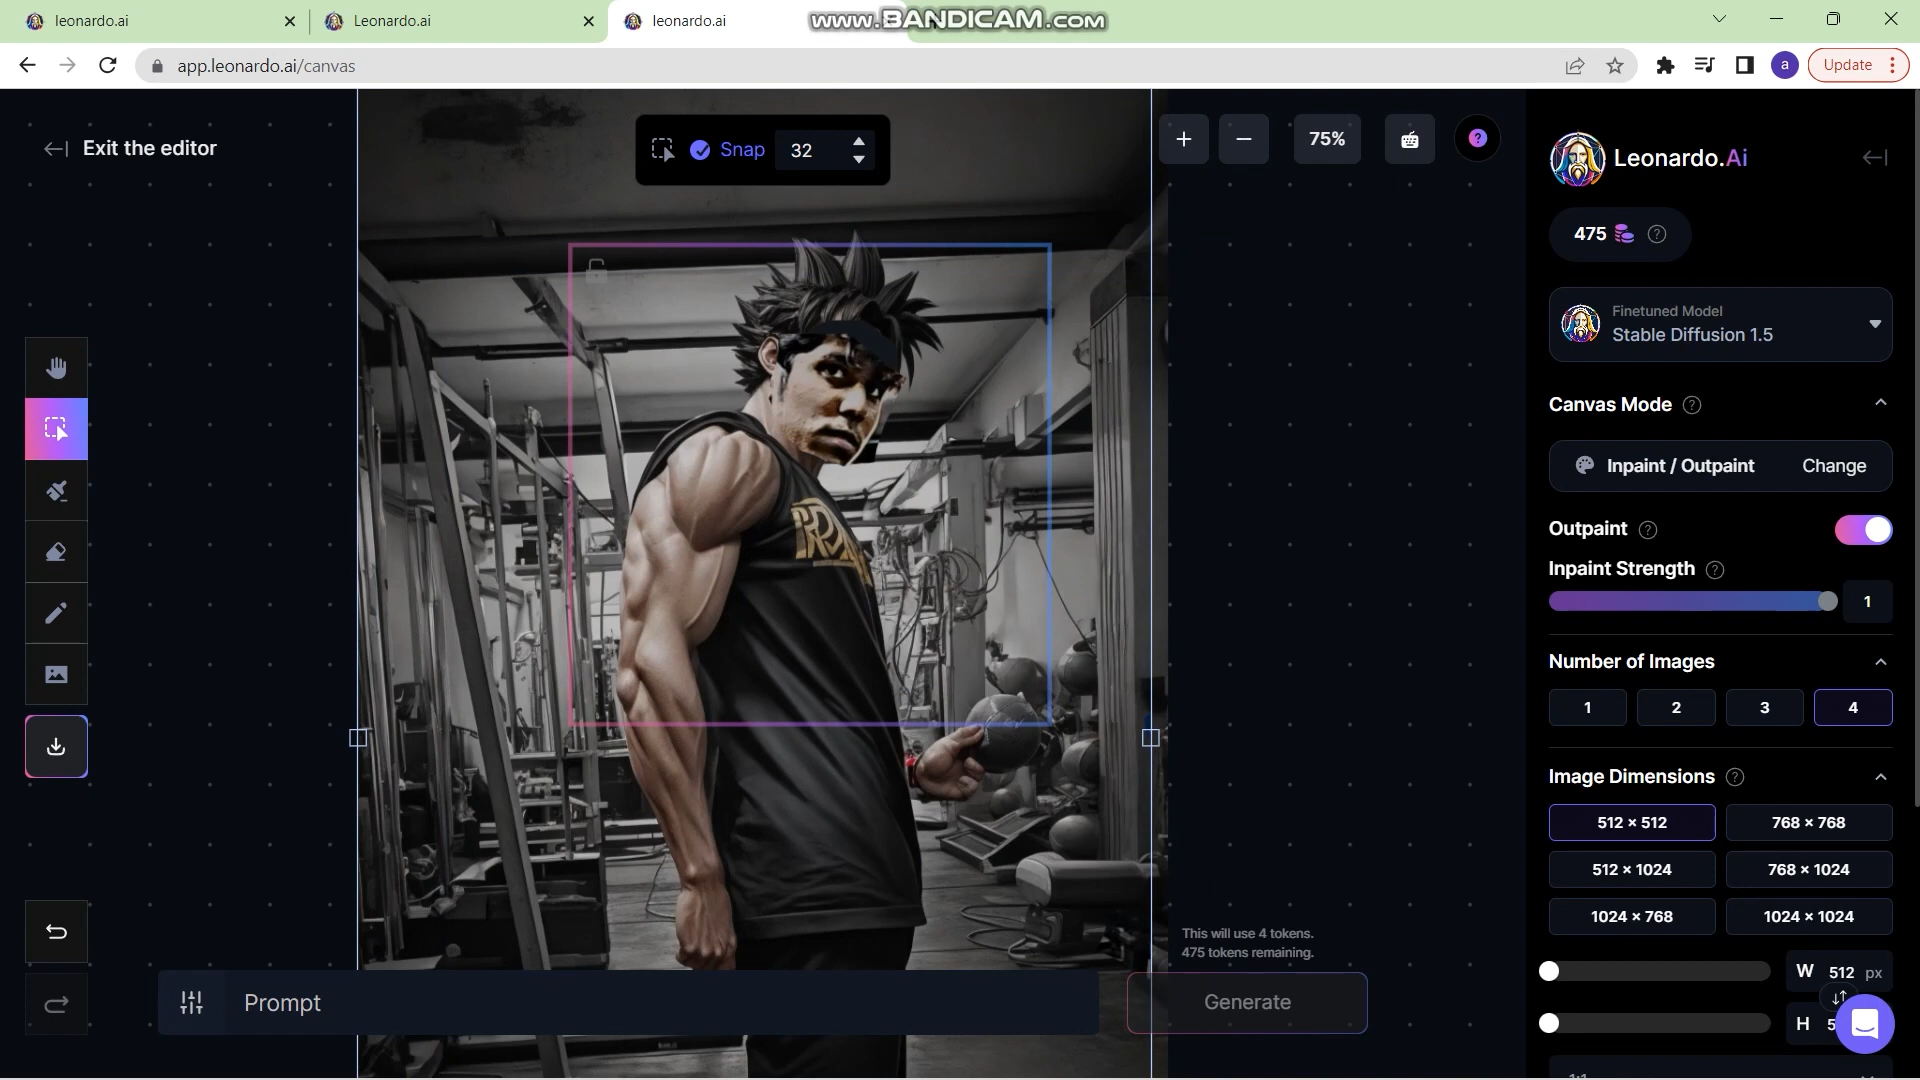 leonardo.ai
Leonardo.ai
leonardo.ai
www.BANDICAM.com
app.leonardo.ai/canvas
a
Update
Exit the editor
Snap
32
75%
?
Leonardo.Ai
475
?
Finetuned Model
Stable Diffusion 1.5
Canvas Mode ?
Inpaint / Outpaint Change
Outpaint ?
Inpaint Strength ?
1
Number of Images
1 2 3 4
Image Dimensions ?
512 × 512 768 × 768
512 × 1024 768 × 1024
1024 × 768 1024 × 1024
W 512 px
H 5
This will use 4 tokens.
475 tokens remaining.
Prompt
Generate